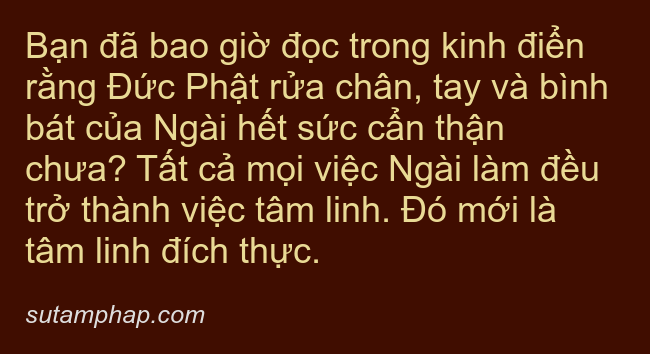 Bạn đã bao giờ đọc trong kinh điển
rằng Đức Phật rửa chân, tay và bình
bát của Ngài hết sức cẩn thận
chưa? Tất cả mọi việc Ngài làm đều
trở thành việc tâm linh. Đó mới là
tâm linh đích thực.
sutamphap.com